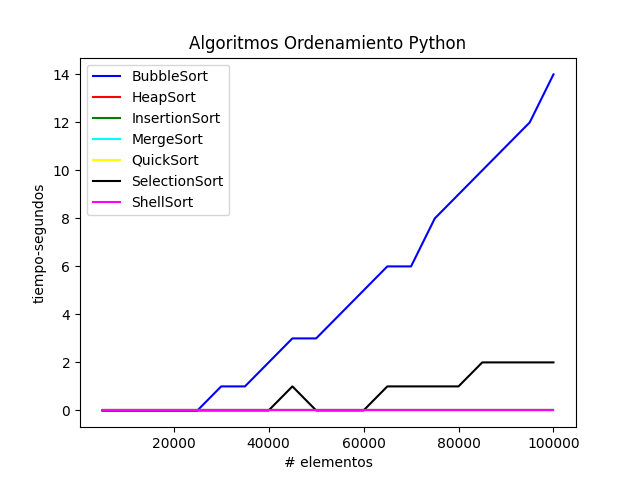 Algoritmos Ordenamiento Python
BubbleSort
HeapSort
InsertionSort
MergeSort
QuickSort
SelectionSort
ShellSort
14
12
10
8
6
4
2
0
tiempo-segundos
20000 40000 60000 80000 100000
# elementos